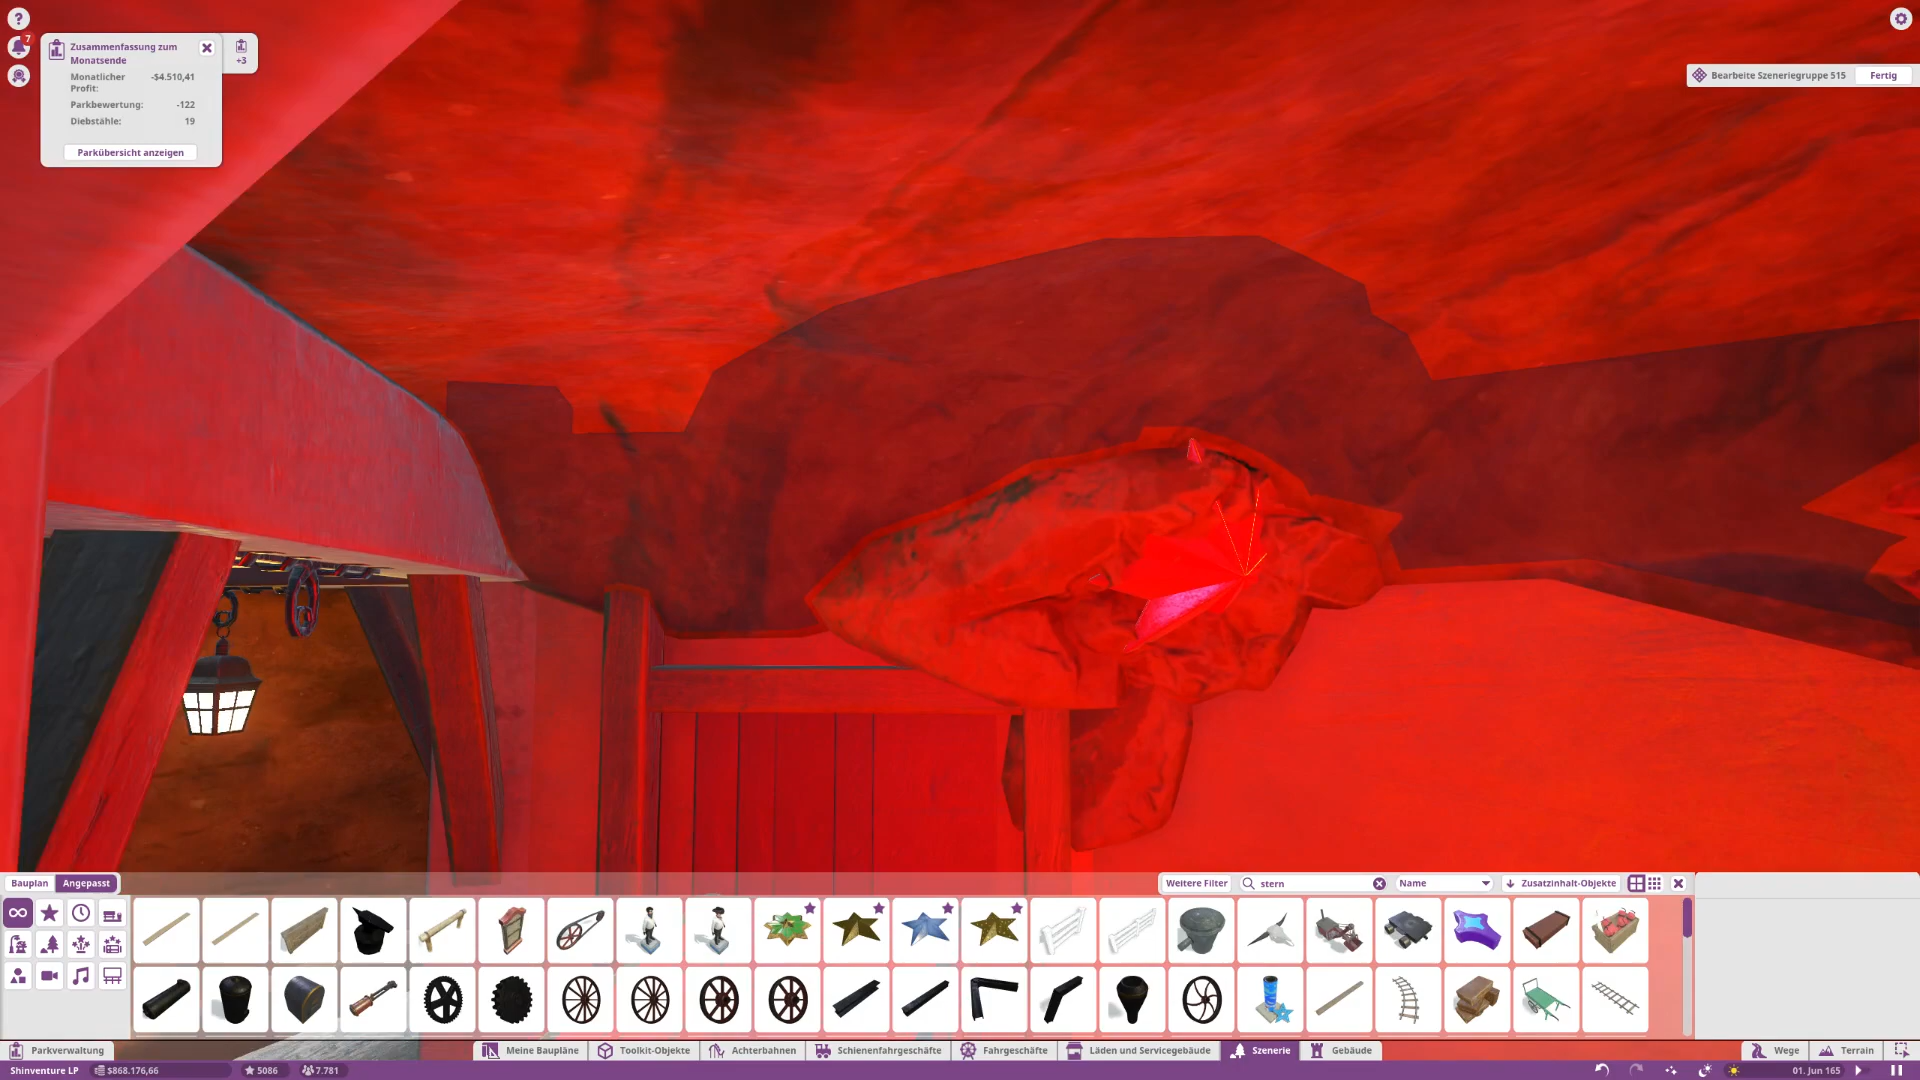 ?
7
Zusammenfassung zum
Monatsende
+3
Monatlicher -$4.510,41
Profit:
Parkbewertung: -122
Diebstähle: 19
Parkübersicht anzeigen
Bearbeite Szeneriegruppe 515
Fertig
Bauplan
Angepasst
Weitere Filter
stern
Name
Zusatzinhalt-Objekte
Parkverwaltung
Meine Baupläne
Toolkit-Objekte
Achterbahnen
Schienenfahrgeschäfte
Fahrgeschäfte
Läden und Servicegebäude
Szenerie
Gebäude
Wege
Terrain
Shinventure LP
$868.176,66
5086
7.781
01. Jun 165